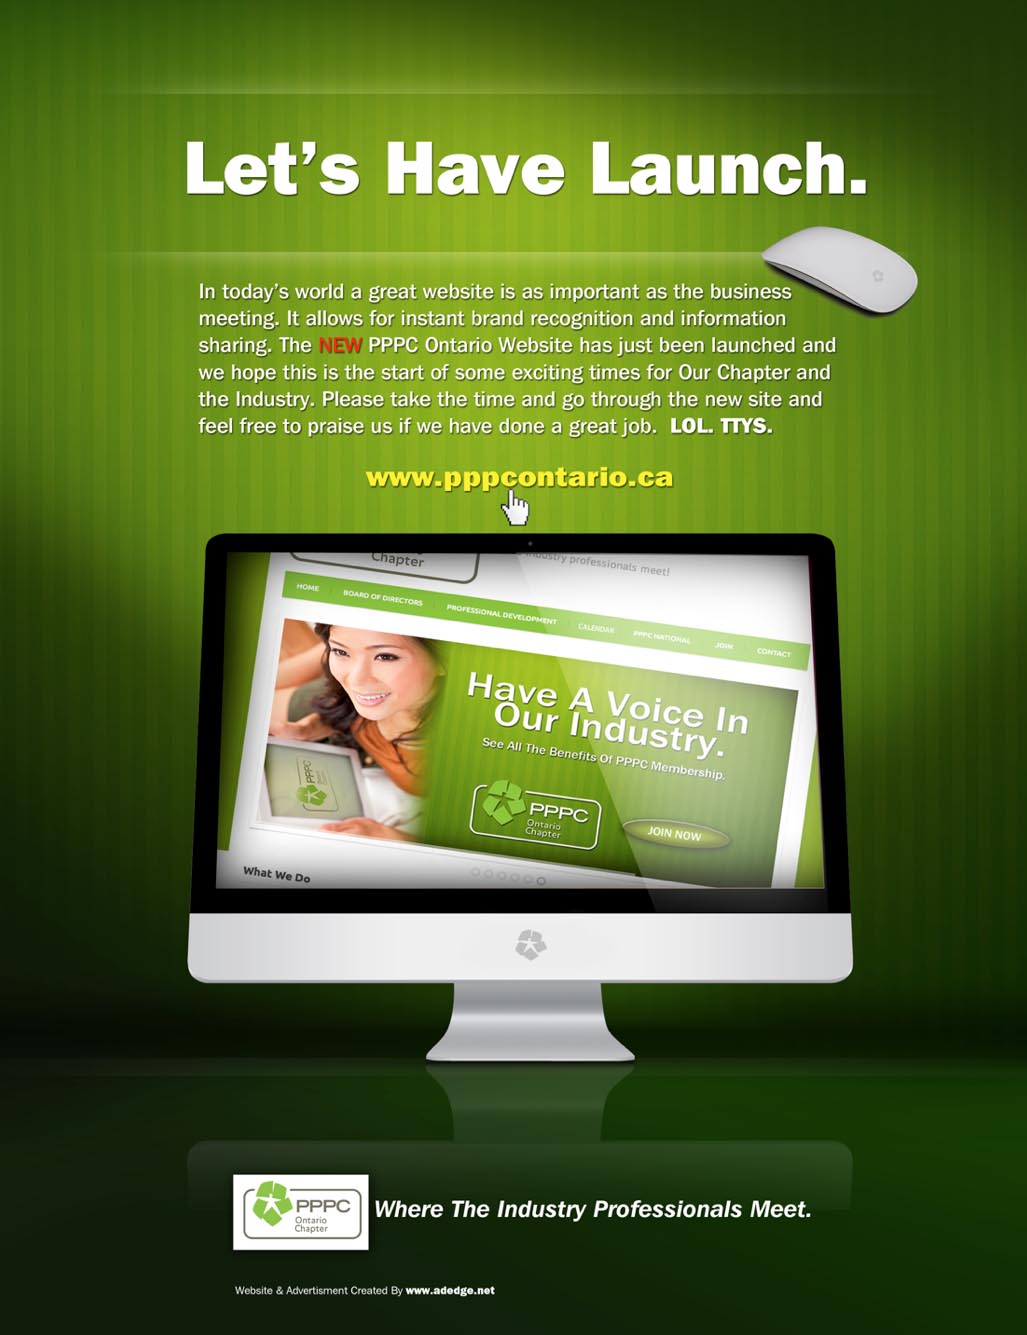 Let's Have Launch.
In today's world a great website is as important as the business
meeting. It allows for instant brand recognition and information
sharing. The NEW PPPC Ontario Website has just been launched and
we hope this is the start of some exciting times for Our Chapter and
the Industry. Please take the time and go through the new site and
feel free to praise us if we have done a great job. LOL. TTYS.
www.pppcontario.ca
Chapter
industry professionals meet!
HOME BOARD OF DIRECTORS PROFESSIONAL DEVELOPMENT CALENDAR PPPC NATIONAL JOIN CONTACT
Have A Voice In
Our Industry.
See All The Benefits Of PPPC Membership.
PPPC
PPPC
Ontario
Chapter
JOIN NOW
What We Do
PPPC
Ontario
Chapter
Where The Industry Professionals Meet.
Website & Advertisment Created By www.adedge.net